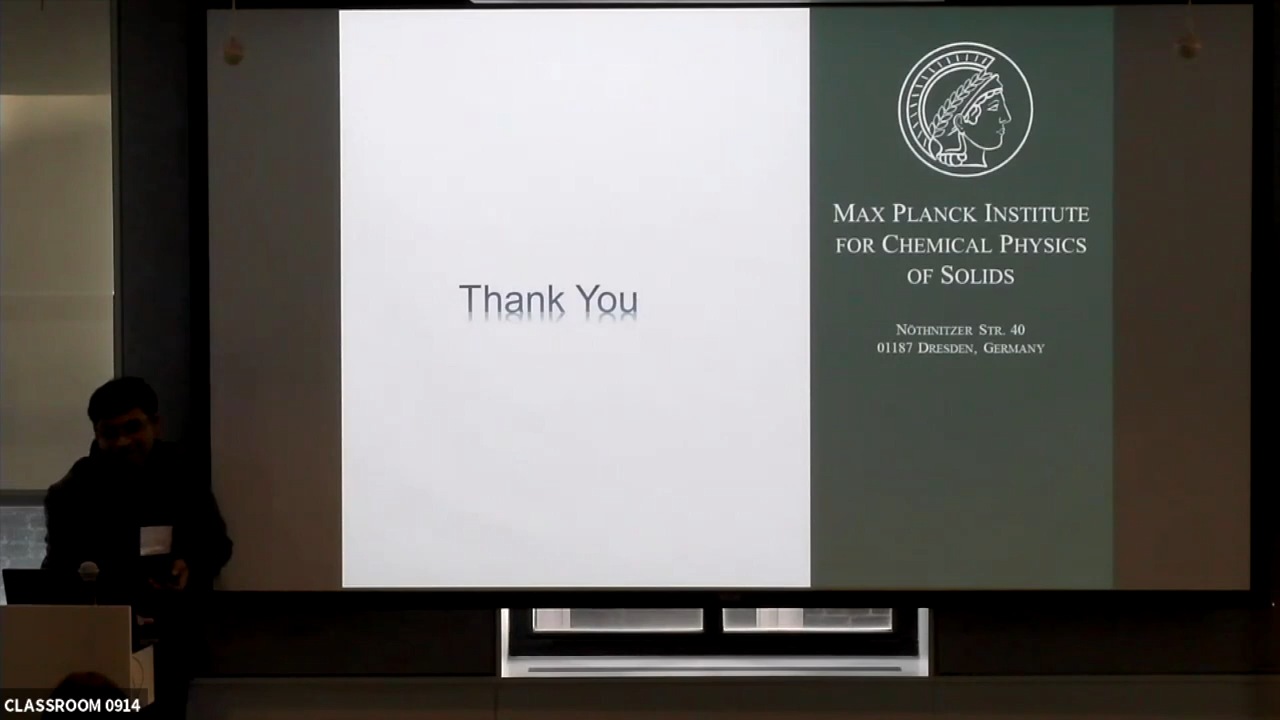 Thank You
MAX PLANCK INSTITUTE
FOR CHEMICAL PHYSICS
OF SOLIDS
NÖTHNITZER STR. 40
01187 DRESDEN, GERMANY
CLASSROOM 0914